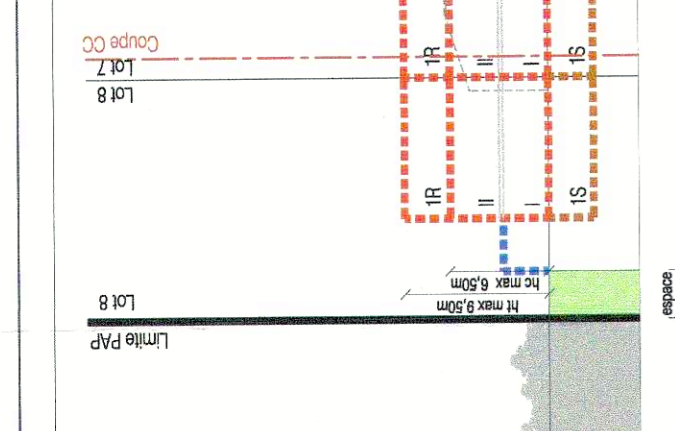 Coupe CC
Lot 7
Lot 8
1R
II
I
1S
1R
II
I
1S
hc max 6,50m
ht max 9,50m
Lot 8
Limite PAP
espace